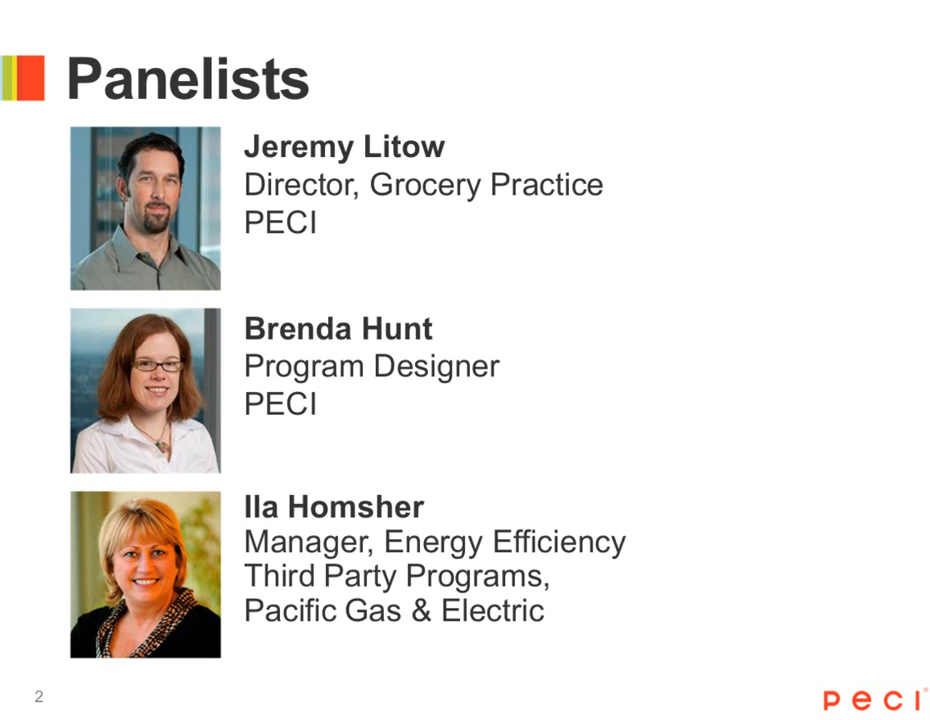 Panelists
Jeremy Litow
Director, Grocery Practice
PECI
Brenda Hunt
Program Designer
PECI
Ila Homsher
Manager, Energy Efficiency
Third Party Programs,
Pacific Gas & Electric
2
peci®